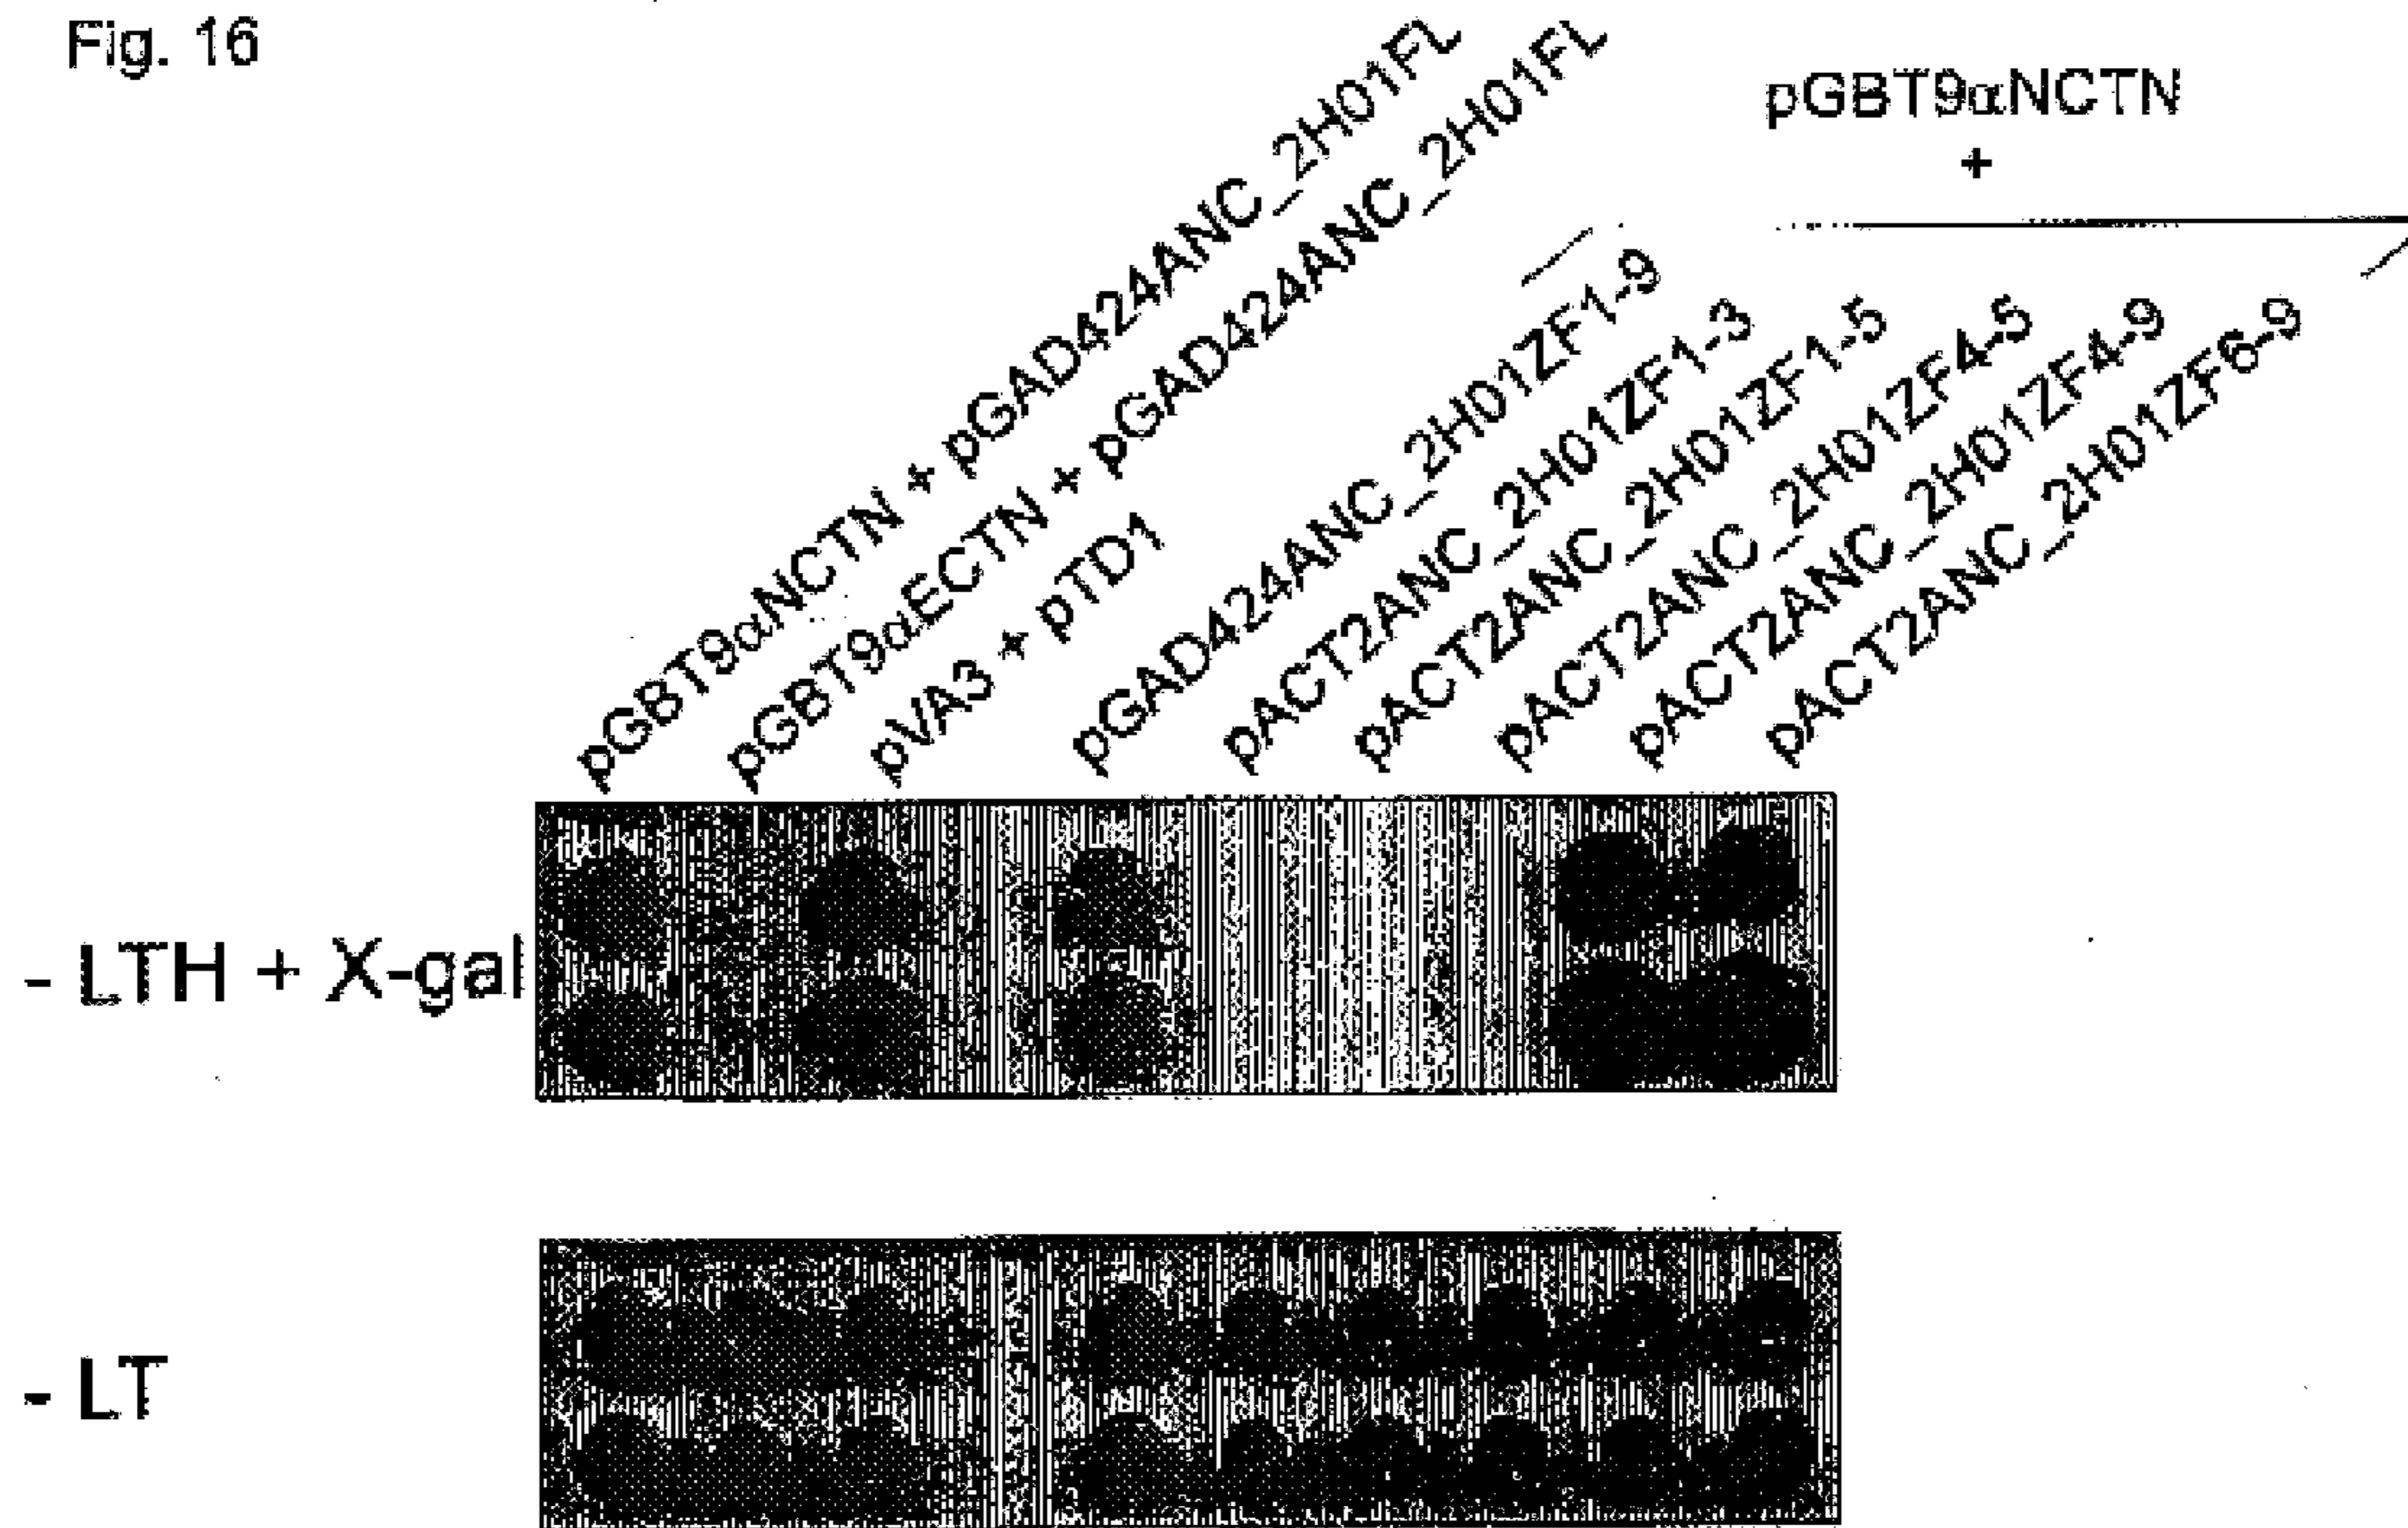 Fig. 16
pGBT9αNCTN + pGAD424ANC_2H01FL
pGBT9αECTN + pGAD424ANC_2H01FL
pVA3 + pTD1
pGBT9αNCTN
+
pGAD424ANC_2H01ZF1-9
pACT2ANC_2H01ZF1-3
pACT2ANC_2H01ZF1-5
pACT2ANC_2H01ZF4-5
pACT2ANC_2H01ZF4-9
pACT2ANC_2H01ZF6-9
- LTH + X-gal
- LT